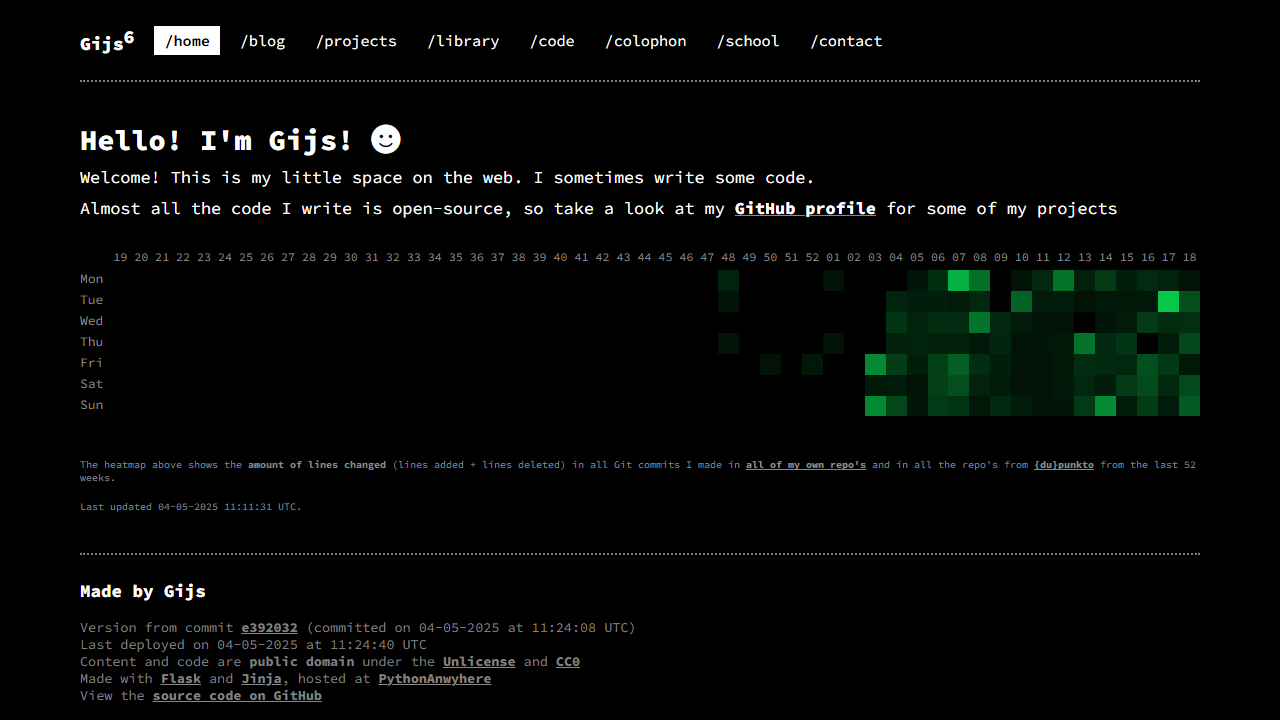 Gijs6
/home /blog /projects /library /code /colophon /school /contact
Hello! I'm Gijs!
Welcome! This is my little space on the web. I sometimes write some code.
Almost all the code I write is open-source, so take a look at my GitHub profile for some of my projects
19 20 21 22 23 24 25 26 27 28 29 30 31 32 33 34 35 36 37 38 39 40 41 42 43 44 45 46 47 48 49 50 51 52 01 02 03 04 05 06 07 08 09 10 11 12 13 14 15 16 17 18
Mon
Tue
Wed
Thu
Fri
Sat
Sun
The heatmap above shows the amount of lines changed (lines added + lines deleted) in all Git commits I made in all of my own repo's and in all the repo's from {du}punkto from the last 52
weeks.
Last updated 04-05-2025 11:11:31 UTC.
Made by Gijs
Version from commit e392032 (committed on 04-05-2025 at 11:24:08 UTC)
Last deployed on 04-05-2025 at 11:24:40 UTC
Content and code are public domain under the Unlicense and CC0
Made with Flask and Jinja, hosted at PythonAnwyhere
View the source code on GitHub